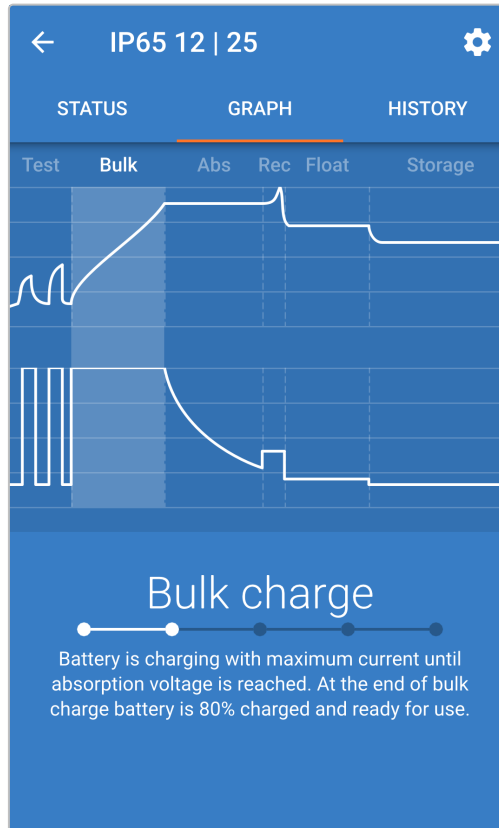 IP65 12 | 25
STATUS GRAPH HISTORY
Test Bulk Abs Rec Float Storage
Bulk charge
Battery is charging with maximum current until
absorption voltage is reached. At the end of bulk
charge battery is 80% charged and ready for use.